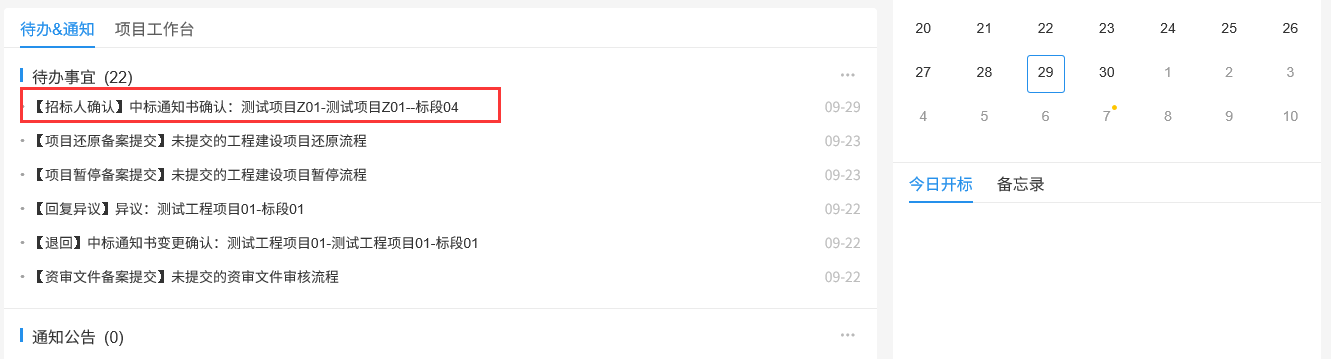 待办&通知 项目工作台
待办事宜 (22)
【招标人确认】中标通知书确认：测试项目Z01-测试项目Z01--标段04 09-29
【项目还原备案提交】未提交的工程建设项目还原流程 09-23
【项目暂停备案提交】未提交的工程建设项目暂停流程 09-23
【回复异议】异议：测试工程项目01-标段01 09-22
【退回】中标通知书变更确认：测试工程项目01-测试工程项目01-标段01 09-22
【资审文件备案提交】未提交的资审文件审核流程 09-22
通知公告 (0)
20 21 22 23 24 25 26
27 28 29 30 1 2 3
4 5 6 7 8 9 10
今日开标 备忘录